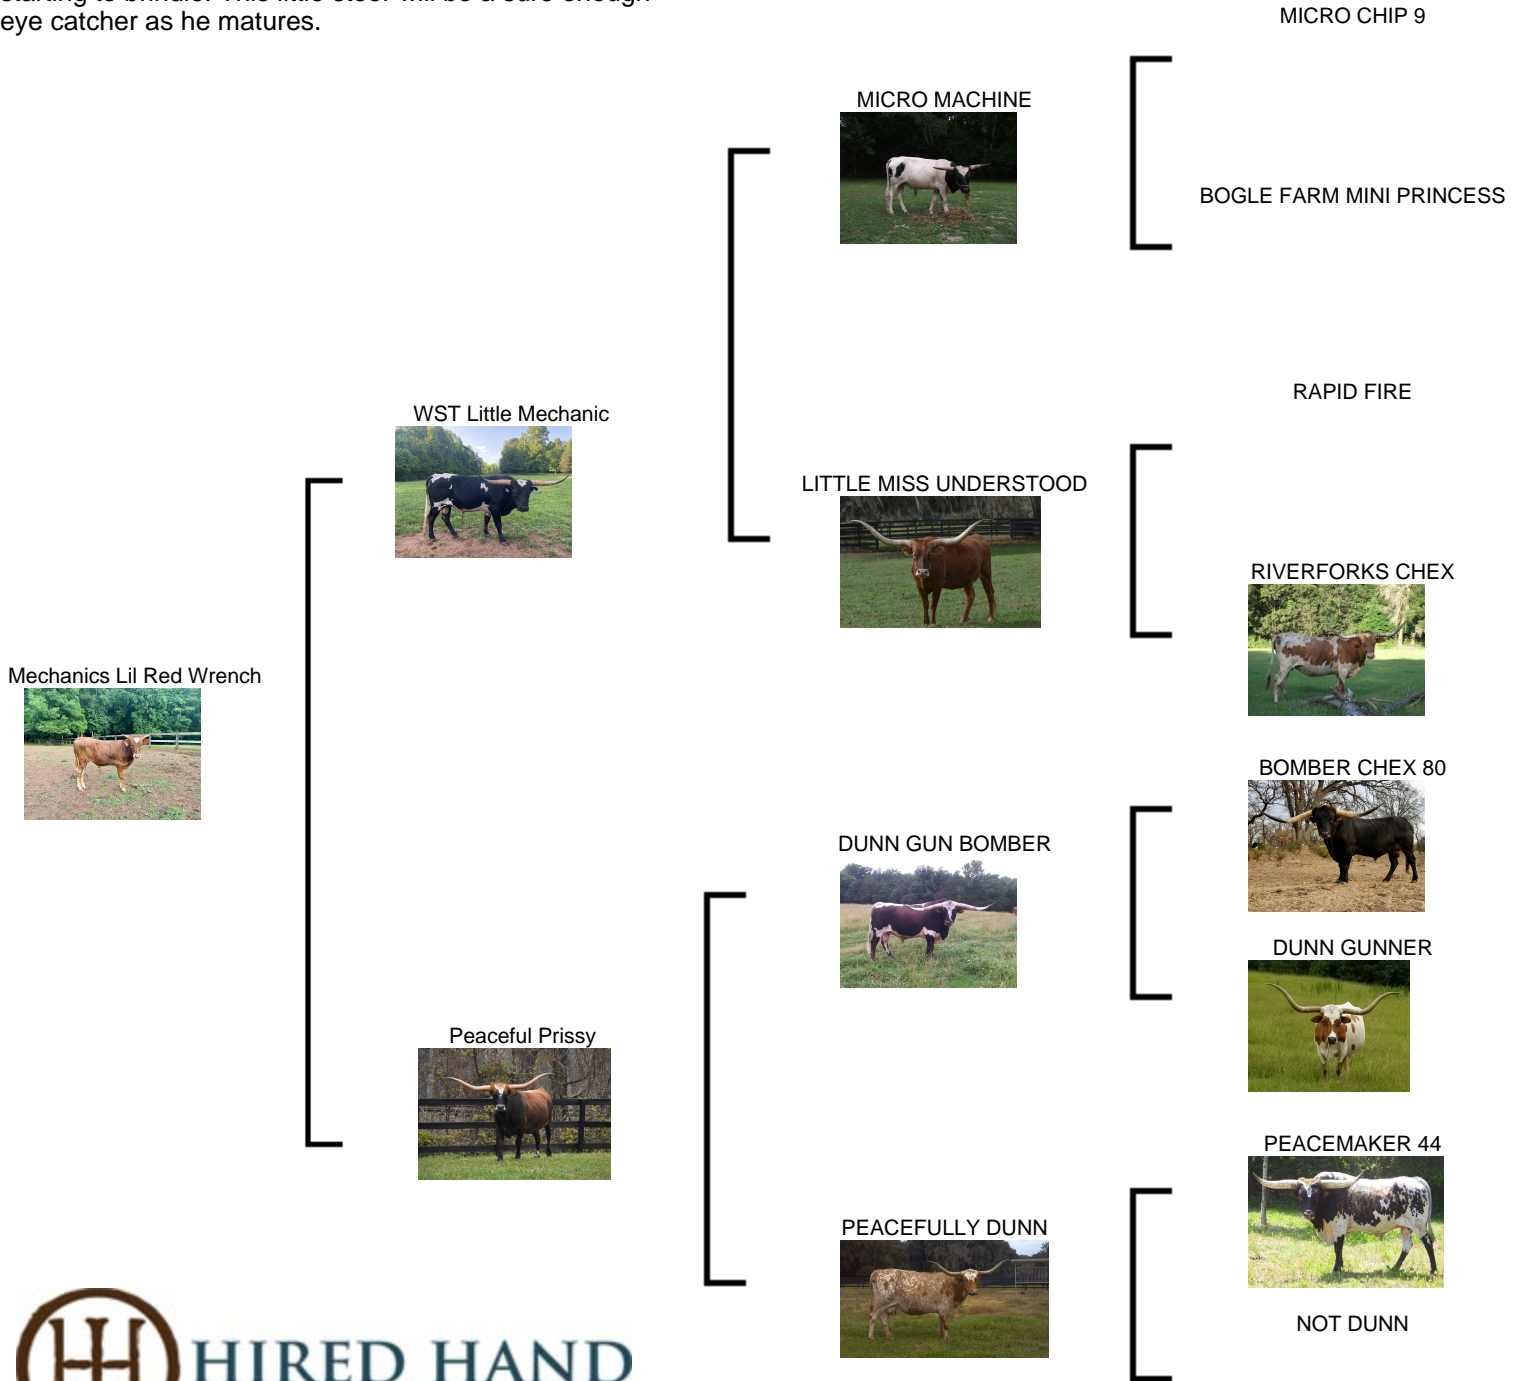 eye catcher as he matures.
MICRO CHIP 9
MICRO MACHINE
BOGLE FARM MINI PRINCESS
RAPID FIRE
WST Little Mechanic
LITTLE MISS UNDERSTOOD
RIVERFORKS CHEX
Mechanics Lil Red Wrench
BOMBER CHEX 80
DUNN GUN BOMBER
DUNN GUNNER
Peaceful Prissy
PEACEMAKER 44
PEACEFULLY DUNN
NOT DUNN
HIRED HAND